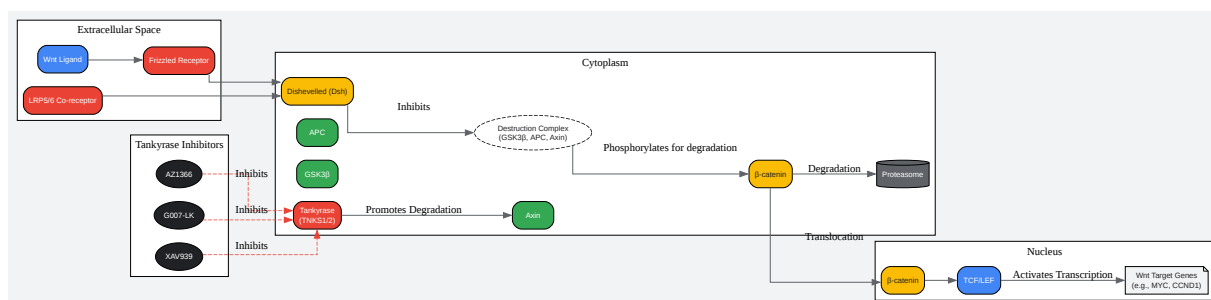 Extracellular Space
Wnt Ligand
Frizzled Receptor
LRP5/6 Co-receptor
Cytoplasm
Dishevelled (Dsh)
Inhibits
APC
Destruction Complex
(GSK3β, APC, Axin)
Phosphorylates for degradation
GSK3β
β-catenin
Degradation
Proteasome
Tankyrase Inhibitors
AZ1366
Inhibits
G007-LK
Inhibits
XAV939
Inhibits
Tankyrase
(TNKS1/2)
Promotes Degradation
Axin
Translocation
Nucleus
β-catenin
TCF/LEF
Activates Transcription
Wnt Target Genes
(e.g., MYC, CCND1)